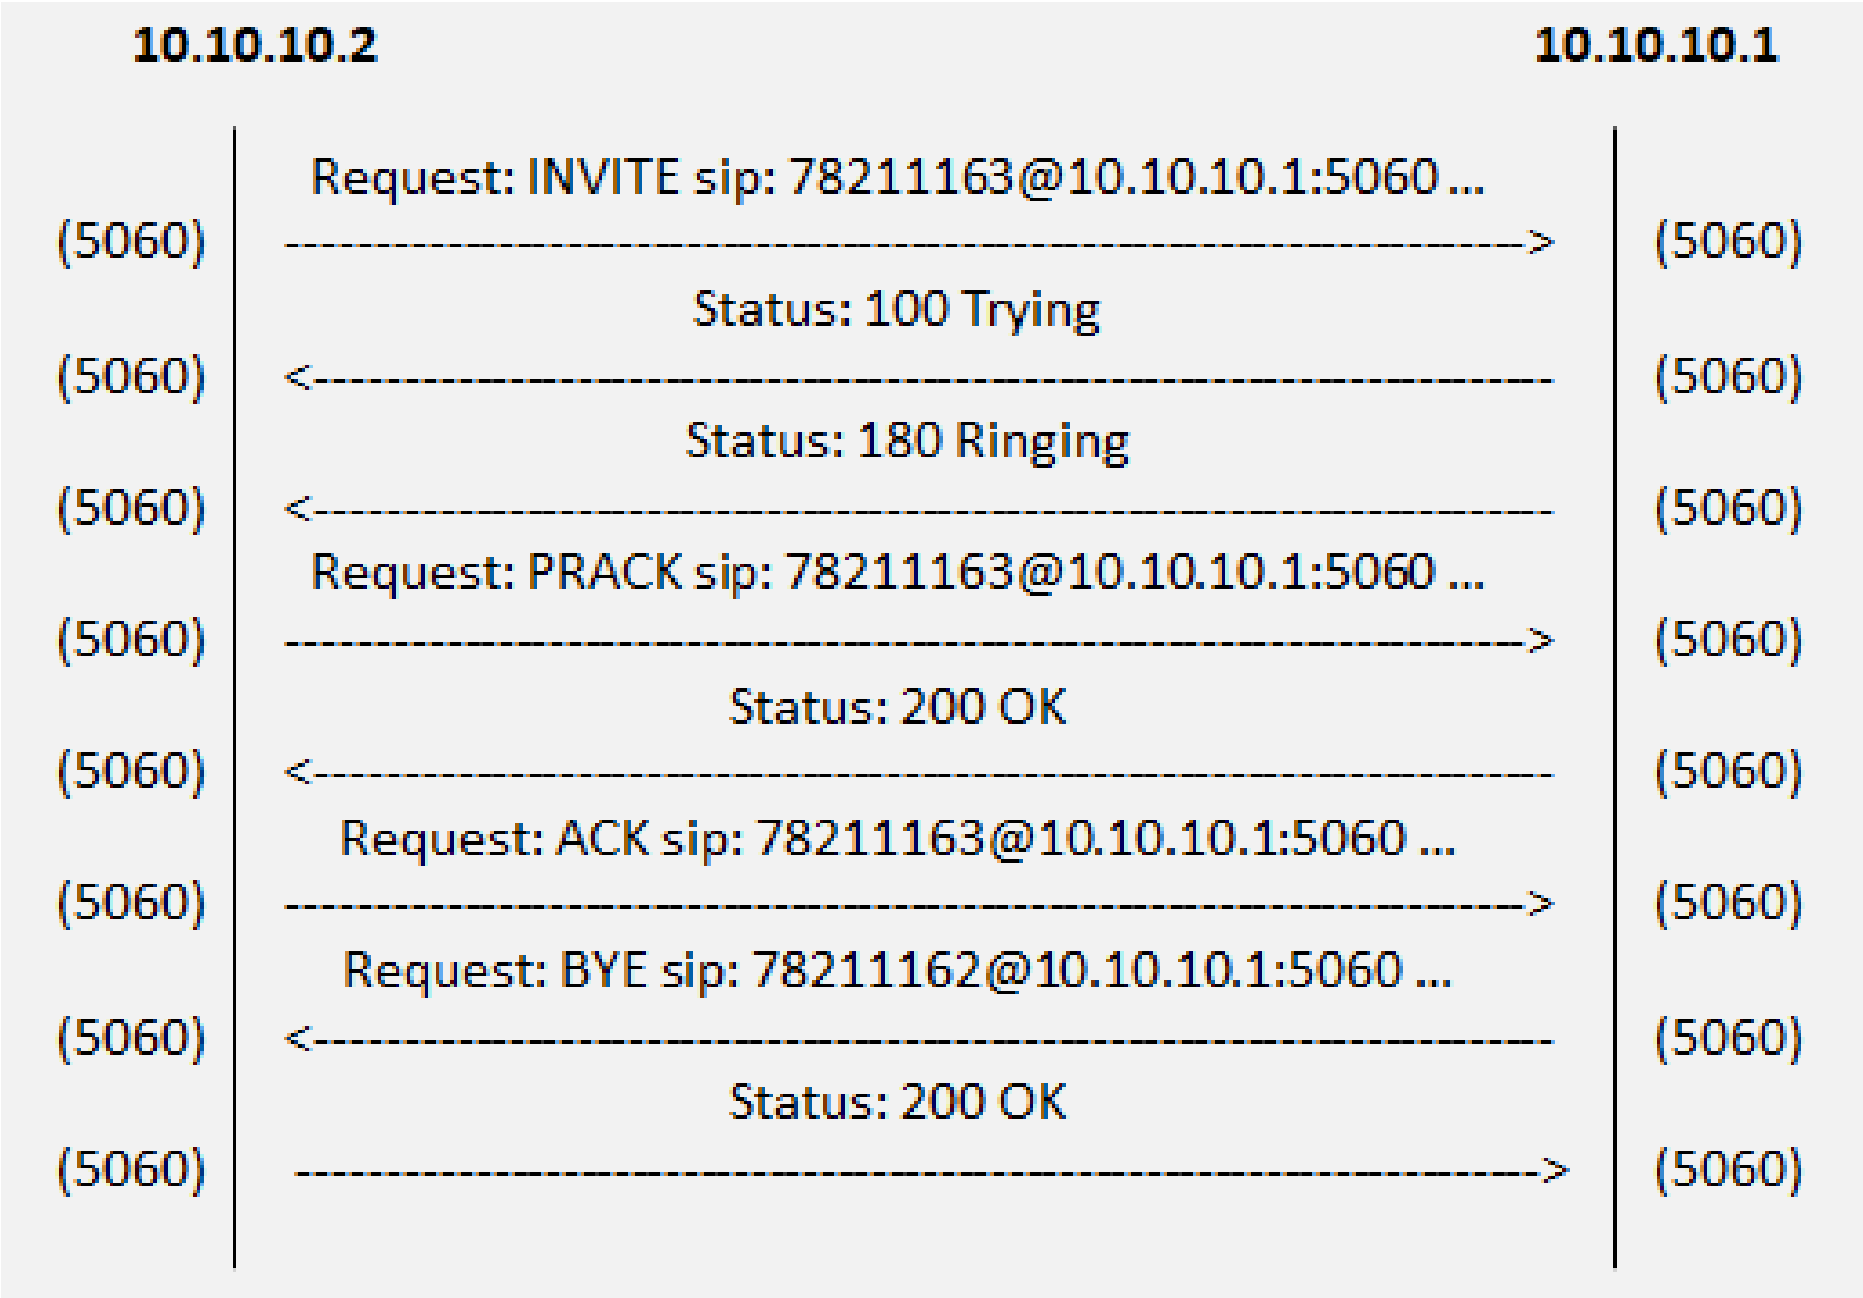 10.10.10.2 10.10.10.1
Request: INVITE sip: 78211163@10.10.10.1:5060 ...
(5060) ----------------------------------------------------------------------> (5060)
Status: 100 Trying
(5060) <---------------------------------------------------------------------- (5060)
Status: 180 Ringing
(5060) <---------------------------------------------------------------------- (5060)
Request: PRACK sip: 78211163@10.10.10.1:5060 ...
(5060) ----------------------------------------------------------------------> (5060)
Status: 200 OK
(5060) <---------------------------------------------------------------------- (5060)
Request: ACK sip: 78211163@10.10.10.1:5060 ...
(5060) ----------------------------------------------------------------------> (5060)
Request: BYE sip: 78211162@10.10.10.1:5060 ...
(5060) <---------------------------------------------------------------------- (5060)
Status: 200 OK
(5060) ----------------------------------------------------------------------> (5060)